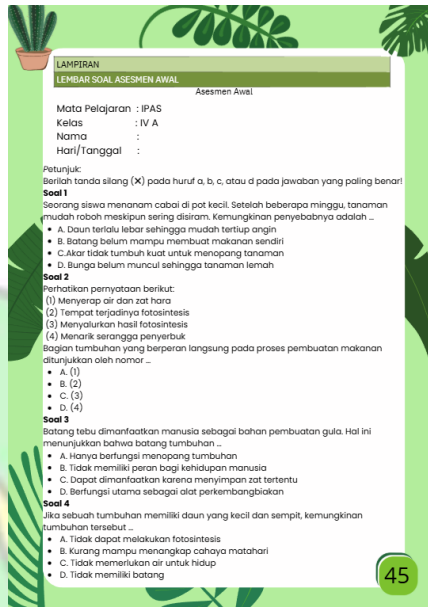 LAMPIRAN
LEMBAR SOAL ASESMEN AWAL
Asesmen Awal
Mata Pelajaran : IPAS
Kelas : IV A
Nama :
Hari/Tanggal :
Petunjuk:
Berilah tanda silang (✕) pada huruf a, b, c, atau d pada jawaban yang paling benar!
Soal 1
Seorang siswa menanam cabai di pot kecil. Setelah beberapa minggu, tanaman
mudah roboh meskipun sering disiram. Kemungkinan penyebabnya adalah ...
• A. Daun terlalu lebar sehingga mudah tertiup angin
• B. Batang belum mampu membuat makanan sendiri
• C.Akar tidak tumbuh kuat untuk menopang tanaman
• D. Bunga belum muncul sehingga tanaman lemah
Soal 2
Perhatikan pernyataan berikut:
(1) Menyerap air dan zat hara
(2) Tempat terjadinya fotosintesis
(3) Menyalurkan hasil fotosintesis
(4) Menarik serangga penyerbuk
Bagian tumbuhan yang berperan langsung pada proses pembuatan makanan
ditunjukkan oleh nomor ...
• A. (1)
• B. (2)
• C. (3)
• D. (4)
Soal 3
Batang tebu dimanfaatkan manusia sebagai bahan pembuatan gula. Hal ini
menunjukkan bahwa batang tumbuhan ...
• A. Hanya berfungsi menopang tumbuhan
• B. Tidak memiliki peran bagi kehidupan manusia
• C. Dapat dimanfaatkan karena menyimpan zat tertentu
• D. Berfungsi utama sebagai alat perkembangbiakan
Soal 4
Jika sebuah tumbuhan memiliki daun yang kecil dan sempit, kemungkinan
tumbuhan tersebut ...
• A. Tidak dapat melakukan fotosintesis
• B. Kurang mampu menangkap cahaya matahari
• C. Tidak memerlukan air untuk hidup
• D. Tidak memiliki batang
45